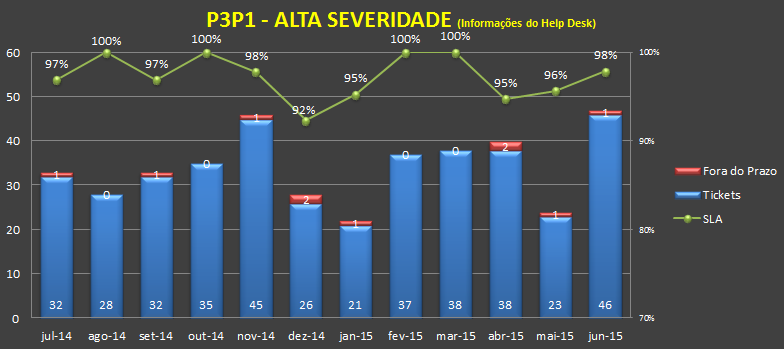 P3P1 - ALTA SEVERIDADE (Informações do Help Desk)
60
50
40
30
20
10
0
100%
90%
80%
70%
97%
100%
97%
100%
98%
92%
95%
100%
100%
95%
96%
98%
1
0
1
0
1
2
1
0
0
2
1
1
32
28
32
35
45
26
21
37
38
38
23
46
jul-14
ago-14
set-14
out-14
nov-14
dez-14
jan-15
fev-15
mar-15
abr-15
mai-15
jun-15
Fora do Prazo
Tickets
SLA